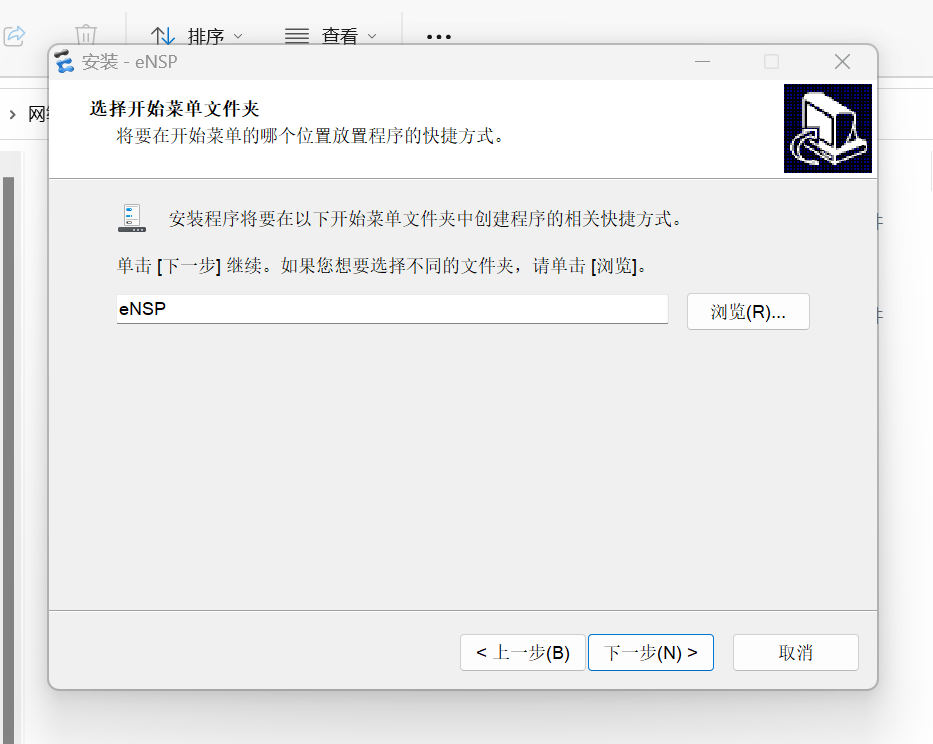 排序 查看
安装 - eNSP
网
选择开始菜单文件夹
将要在开始菜单的哪个位置放置程序的快捷方式。
安装程序将要在以下开始菜单文件夹中创建程序的相关快捷方式。
单击 [下一步] 继续。如果您想要选择不同的文件夹，请单击 [浏览]。
eNSP
浏览(R)...
< 上一步(B) 下一步(N) > 取消